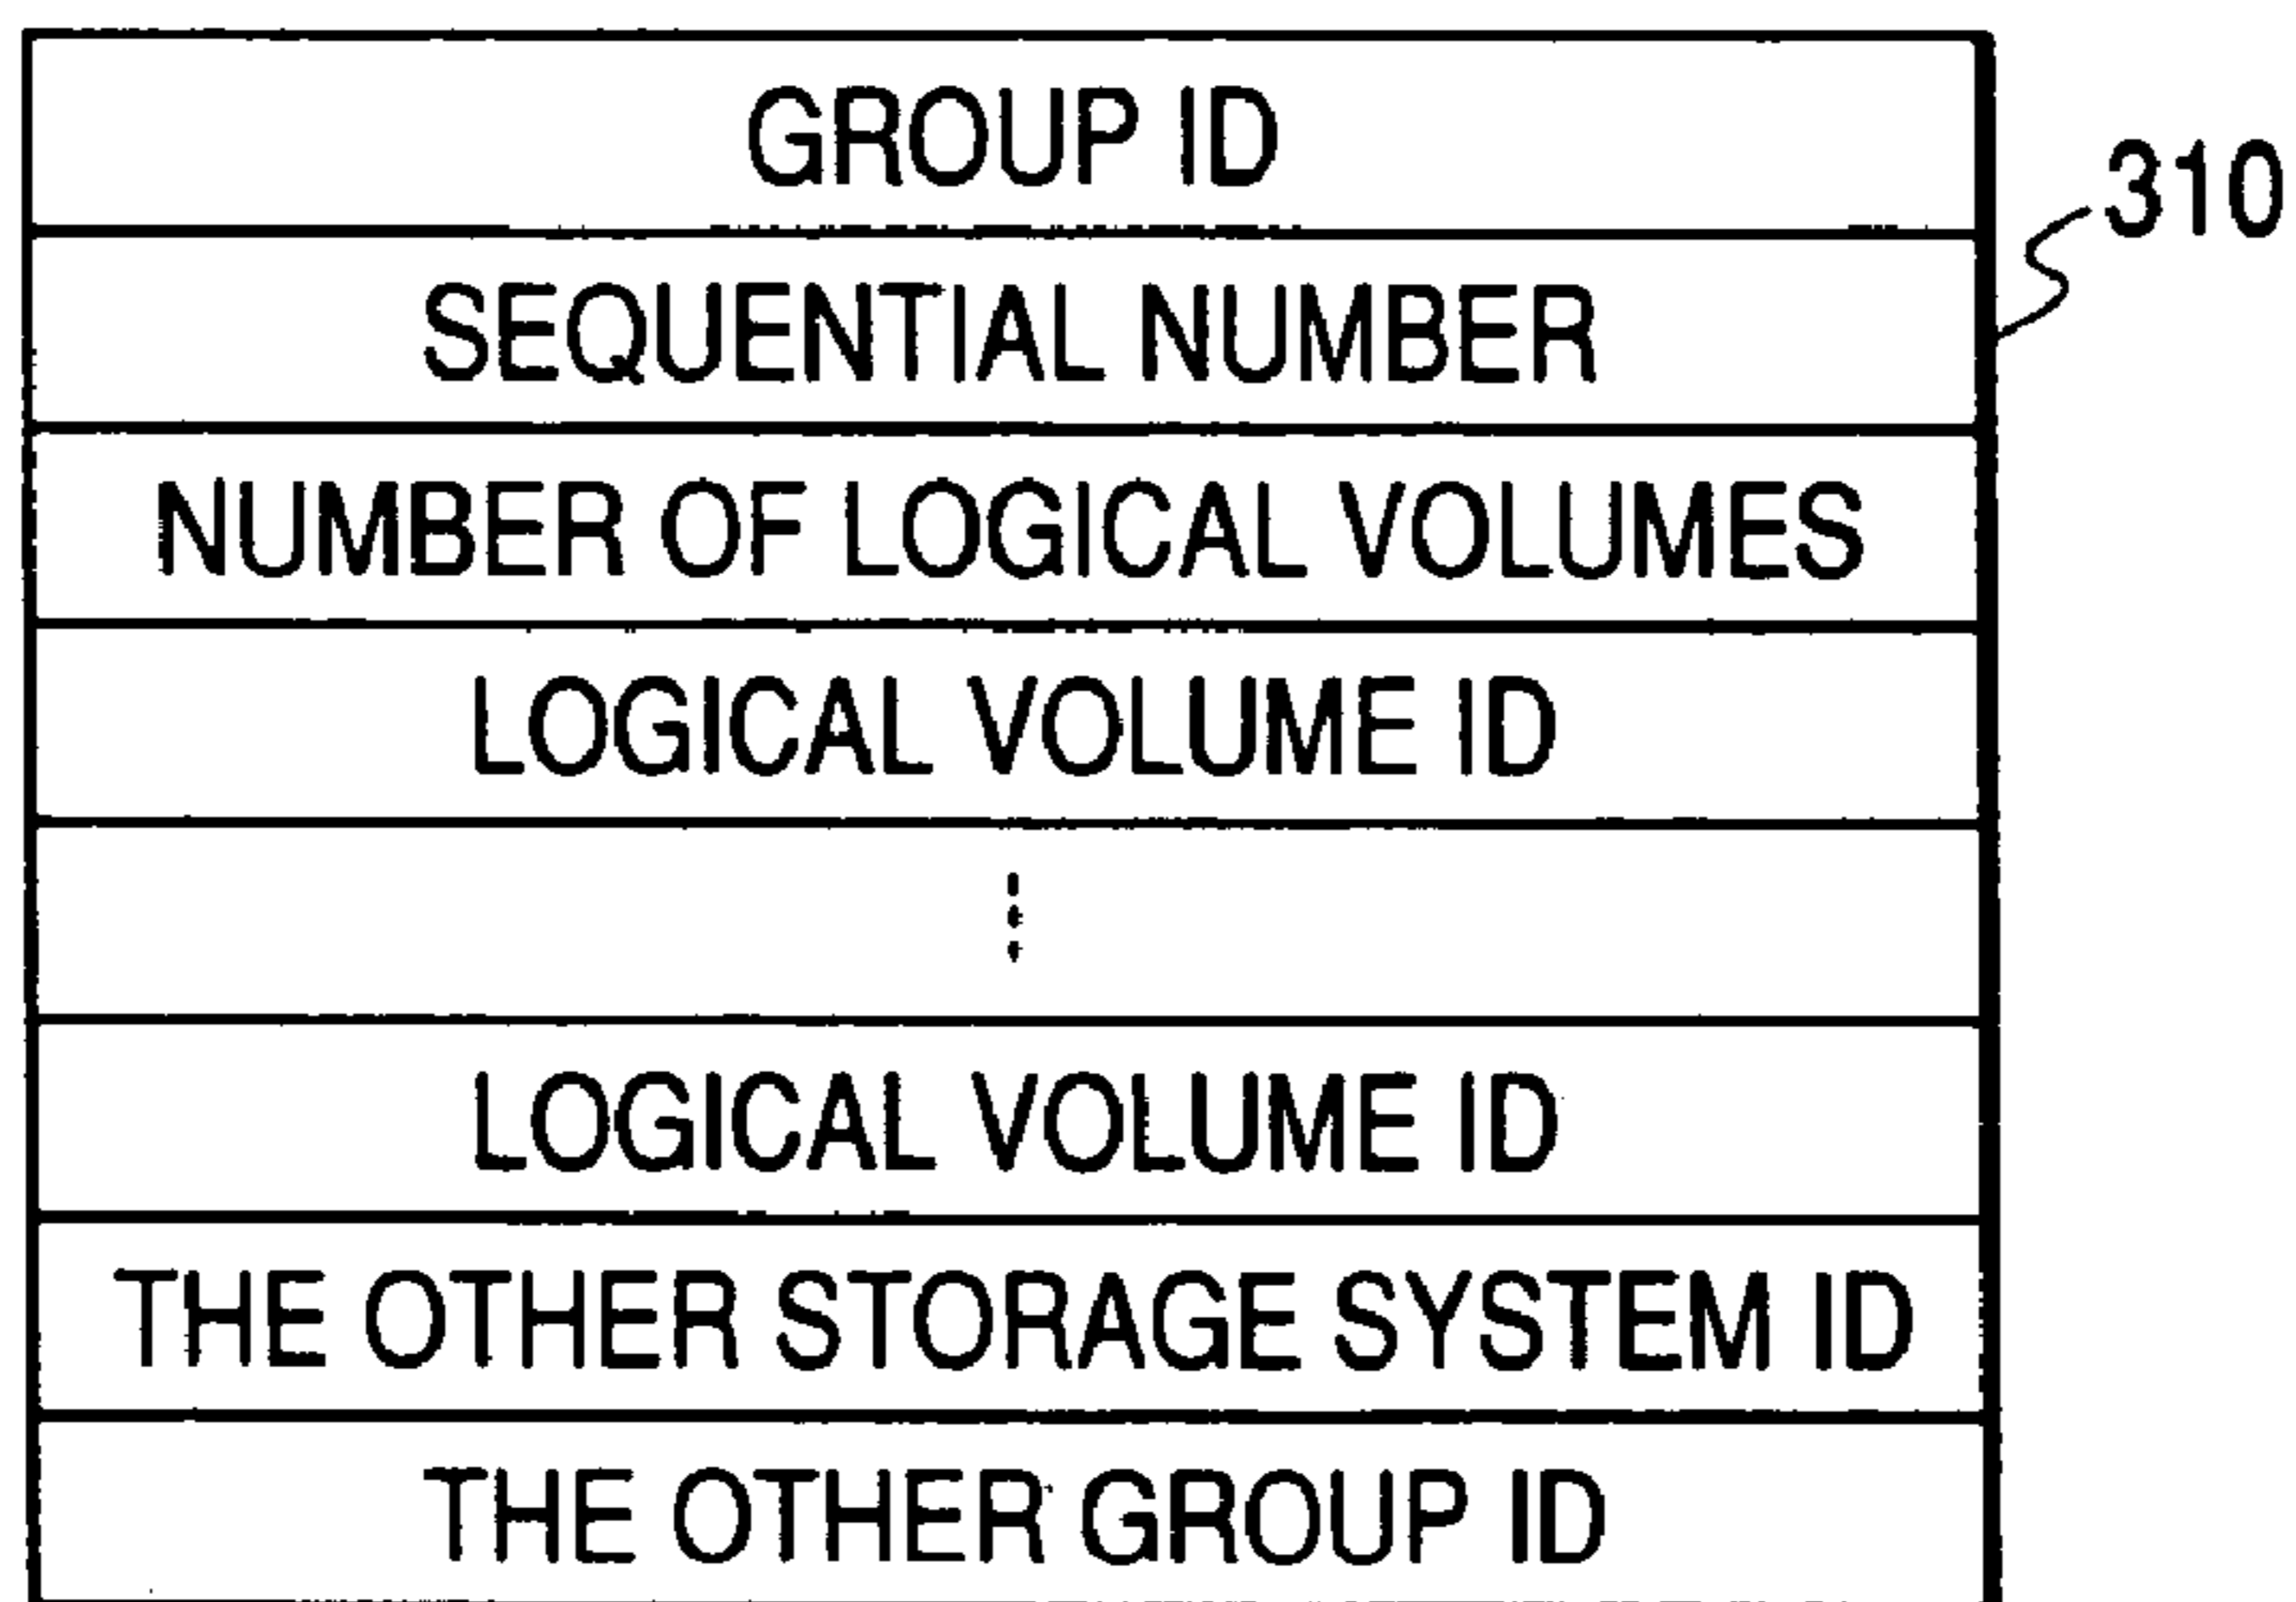 GROUP ID
310
SEQUENTIAL NUMBER
NUMBER OF LOGICAL VOLUMES
LOGICAL VOLUME ID
⋮
LOGICAL VOLUME ID
THE OTHER STORAGE SYSTEM ID
THE OTHER GROUP ID